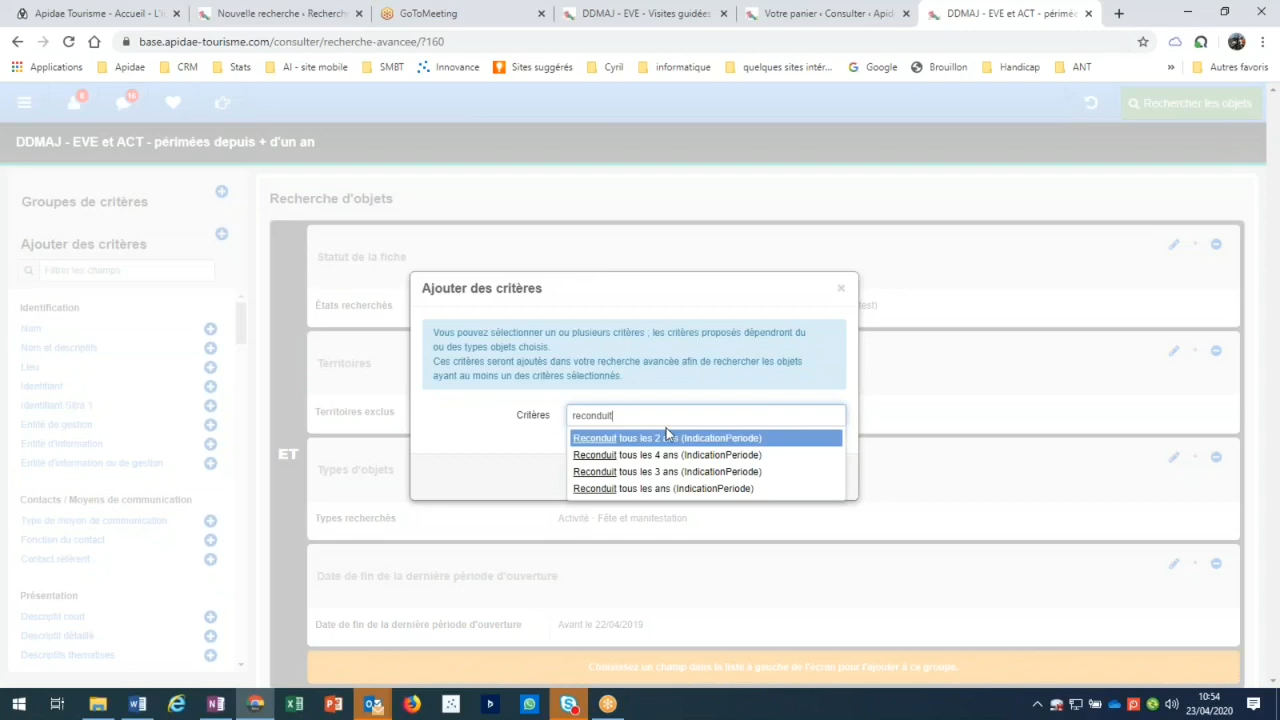 Apidae Tourisme - Accueil - L'i
Nouvelle recherche ‹ Recherch
GoToMeeting
DDMAJ - EVE - Visites guidées
Votre panier ‹ Consulter ‹ Apid
DDMAJ - EVE et ACT - périmé
base.apidae-tourisme.com/consulter/recherche-avancee/?160
Applications
Apidae
CRM
Stats
AI - site mobile
SMBT
Innovance
Sites suggérés
Cyril
informatique
quelques sites intér...
Google
Brouillon
Handicap
ANT
»
Autres favoris
Rechercher les objets
DDMAJ - EVE et ACT - périmées depuis + d'un an
Groupes de critères
Ajouter des critères
Filtrer les champs
Identification
Nom
Nom et descriptifs
Lieu
Identifiant
Identifiant Sitra 1
Entité de gestion
Entité d'information
Entité d'information ou de gestion
Contacts / Moyens de communication
Type de moyen de communication
Fonction du contact
Contact référent
Présentation
Descriptif court
Descriptif détaillé
Descriptifs thématisés
Recherche d'objets
ET
Statut de la fiche
États recherchés
Territoires
Territoires exclus
Types d'objets
Types recherchés
Activité - Fête et manifestation
Date de fin de la dernière période d'ouverture
Date de fin de la dernière période d'ouverture
Avant le 22/04/2019
Choisissez un champ dans la liste à gauche de l'écran pour l'ajouter à ce groupe.
Ajouter des critères
×
Vous pouvez sélectionner un ou plusieurs critères ; les critères proposés dépendront du
ou des types objets choisis.
Ces critères seront ajoutés dans votre recherche avancée afin de rechercher les objets
ayant au moins un des critères sélectionnés.
Critères
reconduit
Reconduit tous les 2 ans (IndicationPeriode)
Reconduit tous les 4 ans (IndicationPeriode)
Reconduit tous les 3 ans (IndicationPeriode)
Reconduit tous les ans (IndicationPeriode)
10:54
23/04/2020